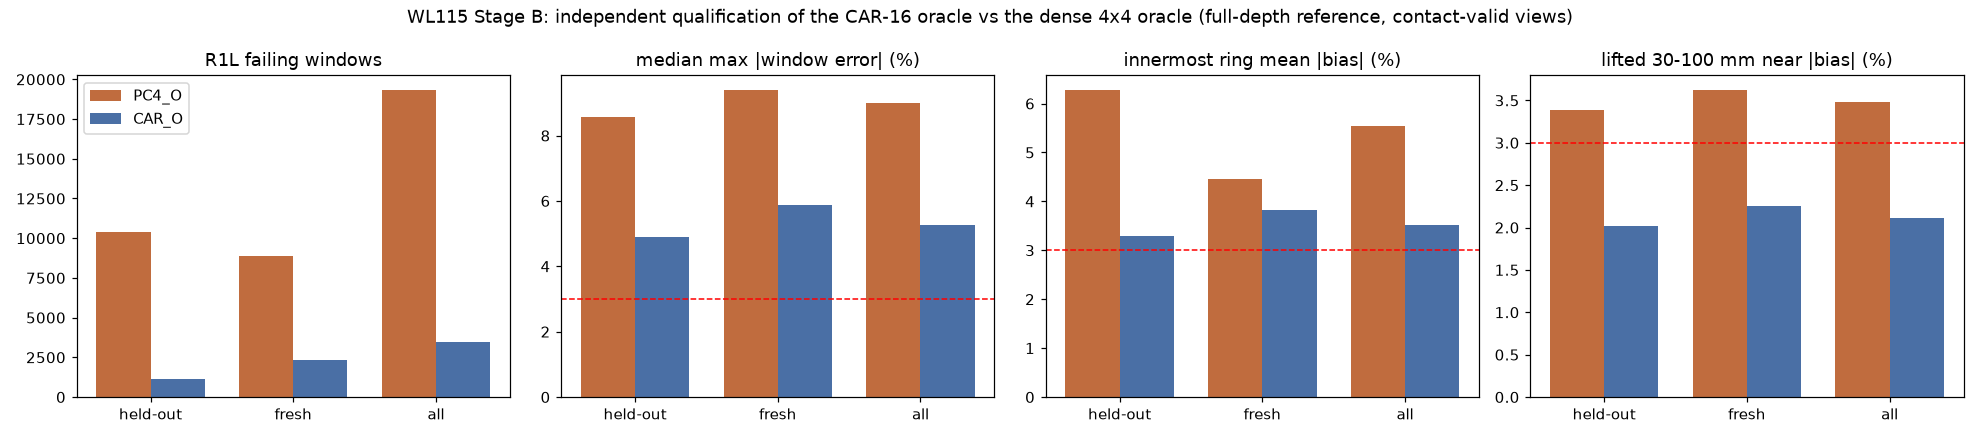 WL115 Stage B: independent qualification of the CAR-16 oracle vs the dense 4x4 oracle (full-depth reference, contact-valid views)
R1L failing windows
20000
17500
15000
12500
10000
7500
5000
2500
0
PC4_O
CAR_O
held-out fresh all
median max |window error| (%)
8
6
4
2
0
held-out fresh all
innermost ring mean |bias| (%)
6
5
4
3
2
1
0
held-out fresh all
lifted 30-100 mm near |bias| (%)
3.5
3.0
2.5
2.0
1.5
1.0
0.5
0.0
held-out fresh all